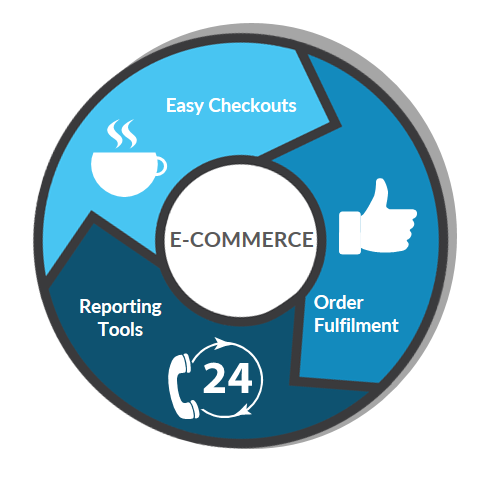 Easy Checkouts
E-COMMERCE
Order
Fulfilment
Reporting
Tools
24